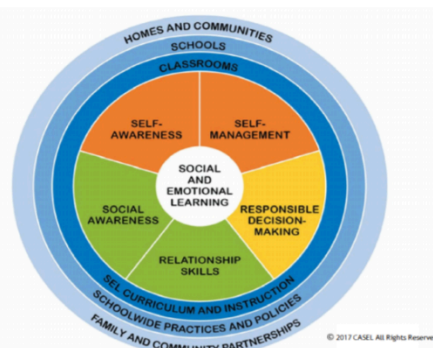 HOMES AND COMMUNITIES
SCHOOLS
CLASSROOMS
SELF-
AWARENESS
SELF-
MANAGEMENT
SOCIAL
AND
EMOTIONAL
LEARNING
SOCIAL
AWARENESS
RESPONSIBLE
DECISION-
MAKING
RELATIONSHIP
SKILLS
SEL CURRICULUM AND INSTRUCTION
SCHOOLWIDE PRACTICES AND POLICIES
FAMILY AND COMMUNITY PARTNERSHIPS
© 2017 CASEL All Rights Reserve